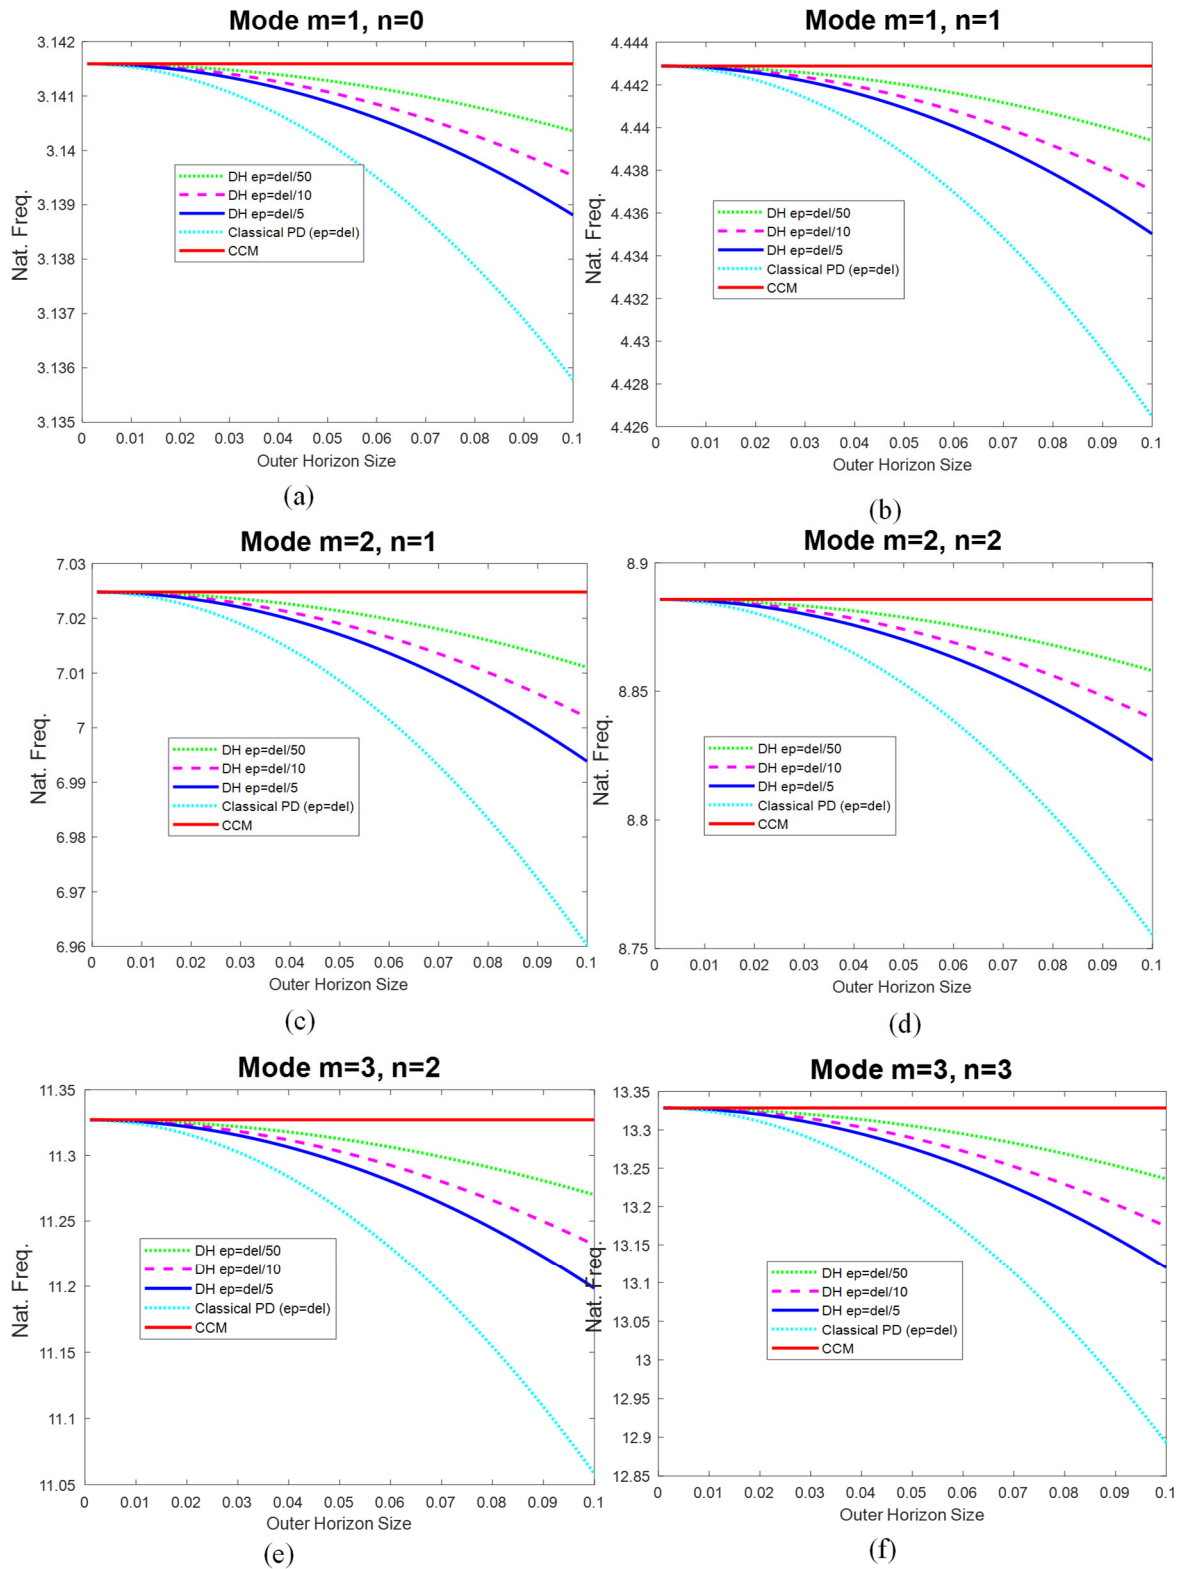 Mode m=1, n=0
3.142
3.141
3.14
3.139
3.138
3.137
3.136
3.135
Nat. Freq.
DH ep=del/50
DH ep=del/10
DH ep=del/5
Classical PD (ep=del)
CCM
0 0.01 0.02 0.03 0.04 0.05 0.06 0.07 0.08 0.09 0.1
Outer Horizon Size
(a)
Mode m=1, n=1
4.444
4.442
4.44
4.438
4.436
4.434
4.432
4.43
4.428
4.426
Nat. Freq.
DH ep=del/50
DH ep=del/10
DH ep=del/5
Classical PD (ep=del)
CCM
0 0.01 0.02 0.03 0.04 0.05 0.06 0.07 0.08 0.09 0.1
Outer Horizon Size
(b)
Mode m=2, n=1
7.03
7.02
7.01
7
6.99
6.98
6.97
6.96
Nat. Freq.
DH ep=del/50
DH ep=del/10
DH ep=del/5
Classical PD (ep=del)
CCM
0 0.01 0.02 0.03 0.04 0.05 0.06 0.07 0.08 0.09 0.1
Outer Horizon Size
(c)
Mode m=2, n=2
8.9
8.85
8.8
8.75
Nat. Freq.
DH ep=del/50
DH ep=del/10
DH ep=del/5
Classical PD (ep=del)
CCM
0 0.01 0.02 0.03 0.04 0.05 0.06 0.07 0.08 0.09 0.1
Outer Horizon Size
(d)
Mode m=3, n=2
11.35
11.3
11.25
11.2
11.15
11.1
11.05
Nat. Freq.
DH ep=del/50
DH ep=del/10
DH ep=del/5
Classical PD (ep=del)
CCM
0 0.01 0.02 0.03 0.04 0.05 0.06 0.07 0.08 0.09 0.1
Outer Horizon Size
(e)
Mode m=3, n=3
13.35
13.3
13.25
13.2
13.15
13.1
13.05
13
12.95
12.9
12.85
Nat. Freq.
DH ep=del/50
DH ep=del/10
DH ep=del/5
Classical PD (ep=del)
CCM
0 0.01 0.02 0.03 0.04 0.05 0.06 0.07 0.08 0.09 0.1
Outer Horizon Size
(f)